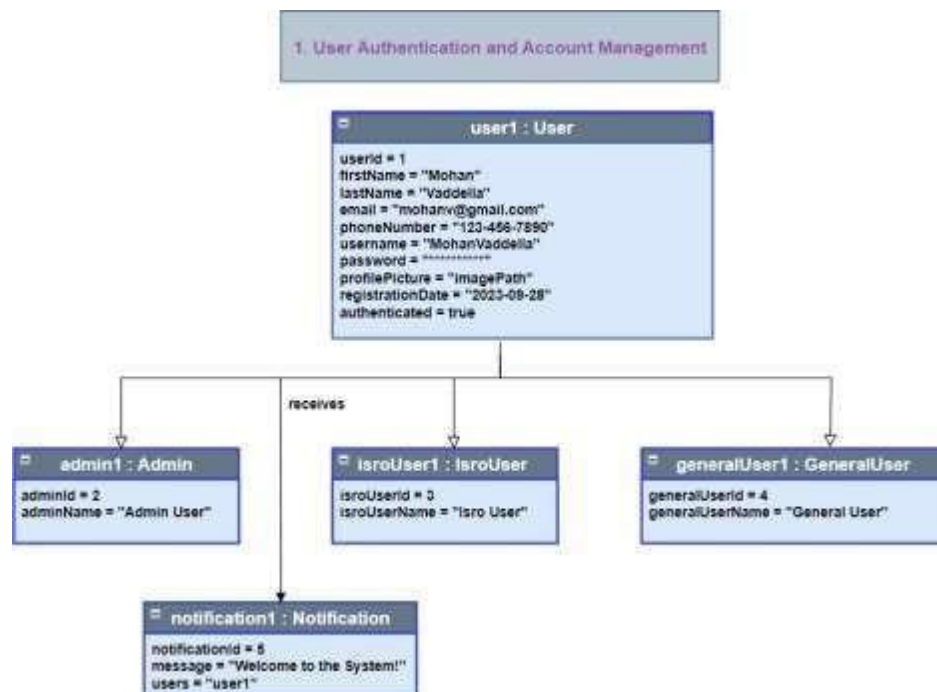 1. User Authentication and Account Management
user1 : User
userId = 1
firstName = "Mohan"
lastName = "Vaddella"
email = "mohanv@gmail.com"
phoneNumber = "123-456-7890"
username = "MohanVaddella"
password = "***********"
profilePicture = "imagePath"
registrationDate = "2023-09-28"
authenticated = true
receives
admin1 : Admin
adminId = 2
adminName = "Admin User"
isroUser1 : IsroUser
isroUserId = 3
isroUserName = "Isro User"
generalUser1 : GeneralUser
generalUserId = 4
generalUserName = "General User"
notification1 : Notification
notificationId = 5
message = "Welcome to the System!"
users = "user1"